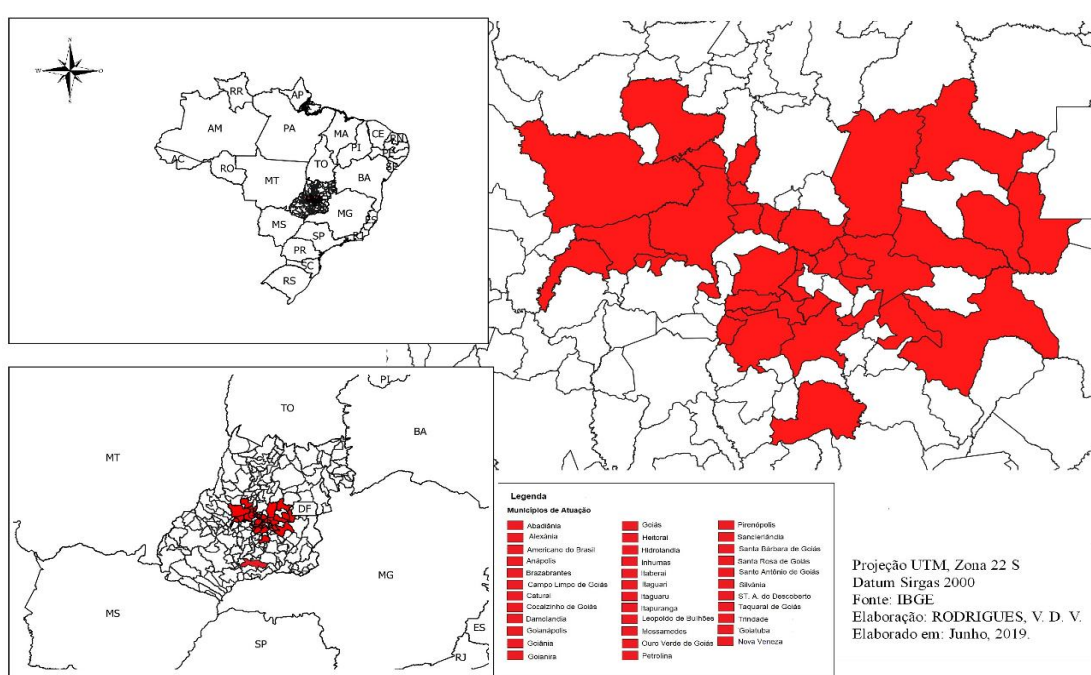 N
W
O
S
RR
AP
AM
PA
MA
CE
RN
PI
AC
RO
TO
MT
BA
MG
MS
ES
SP
RJ
PR
SC
RS
PI
TO
BA
MT
DF
MG
MS
ES
SP
RJ
Legenda
Municípios de Atuação
Abadiânia
Alexânia
Americano do Brasil
Anápolis
Brazabrantes
Campo Limpo de Goiás
Caturaí
Cocalzinho de Goiás
Damolandia
Goianápolis
Goiânia
Goianira
Goiás
Heitoraí
Hidrolandia
Inhumas
Itaberaí
Itaguari
Itaguaru
Itapuranga
Leopoldo de Bulhões
Mossamedes
Ouro Verde de Goiás
Petrolina
Pirenópolis
Sanclerlândia
Santa Bárbara de Goiás
Santa Rosa de Goiás
Santo Antônio de Goiás
Silvânia
ST. A. do Descoberto
Taquaral de Goiás
Trindade
Goiatuba
Nova Veneza
Projeção UTM, Zona 22 S
Datum Sirgas 2000
Fonte: IBGE
Elaboração: RODRIGUES, V. D. V.
Elaborado em: Junho, 2019.